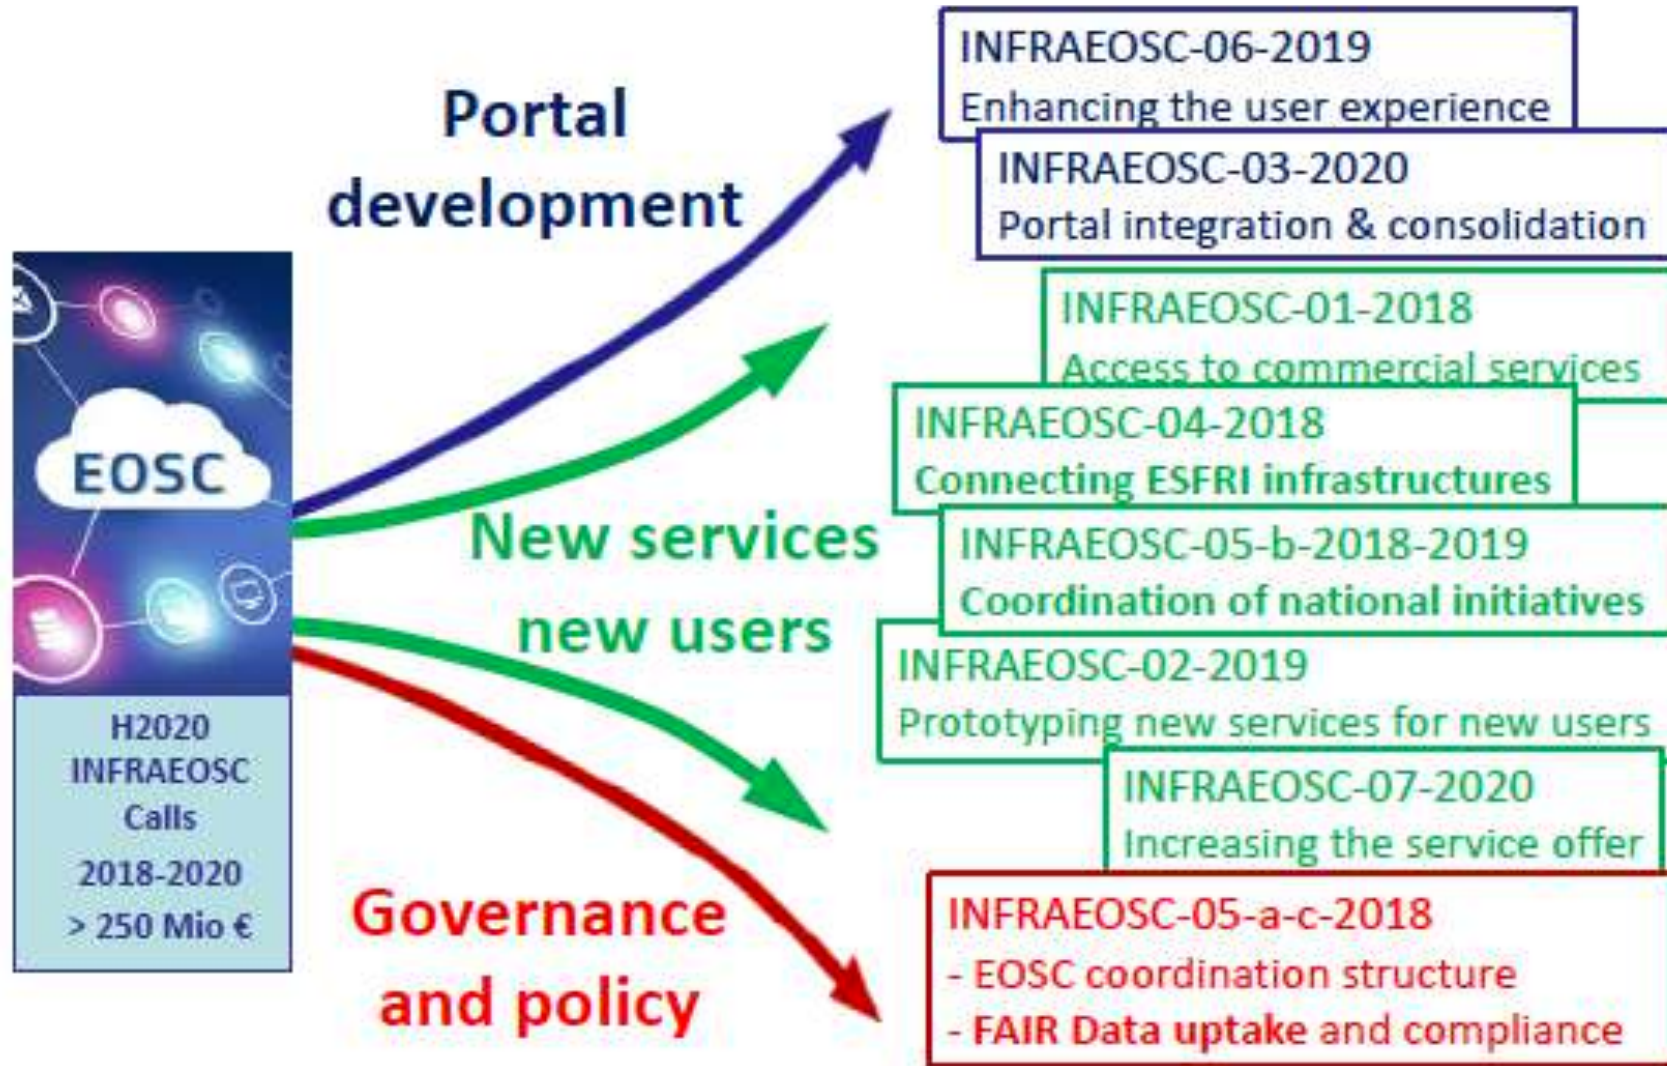 Portal
development
EOSC
H2020
INFRAEOSC
Calls
2018-2020
> 250 Mio €
New services
new users
Governance
and policy
INFRAEOSC-06-2019
Enhancing the user experience
INFRAEOSC-03-2020
Portal integration & consolidation
INFRAEOSC-01-2018
Access to commercial services
INFRAEOSC-04-2018
Connecting ESFRI infrastructures
INFRAEOSC-05-b-2018-2019
Coordination of national initiatives
INFRAEOSC-02-2019
Prototyping new services for new users
INFRAEOSC-07-2020
Increasing the service offer
INFRAEOSC-05-a-c-2018
- EOSC coordination structure
- FAIR Data uptake and compliance